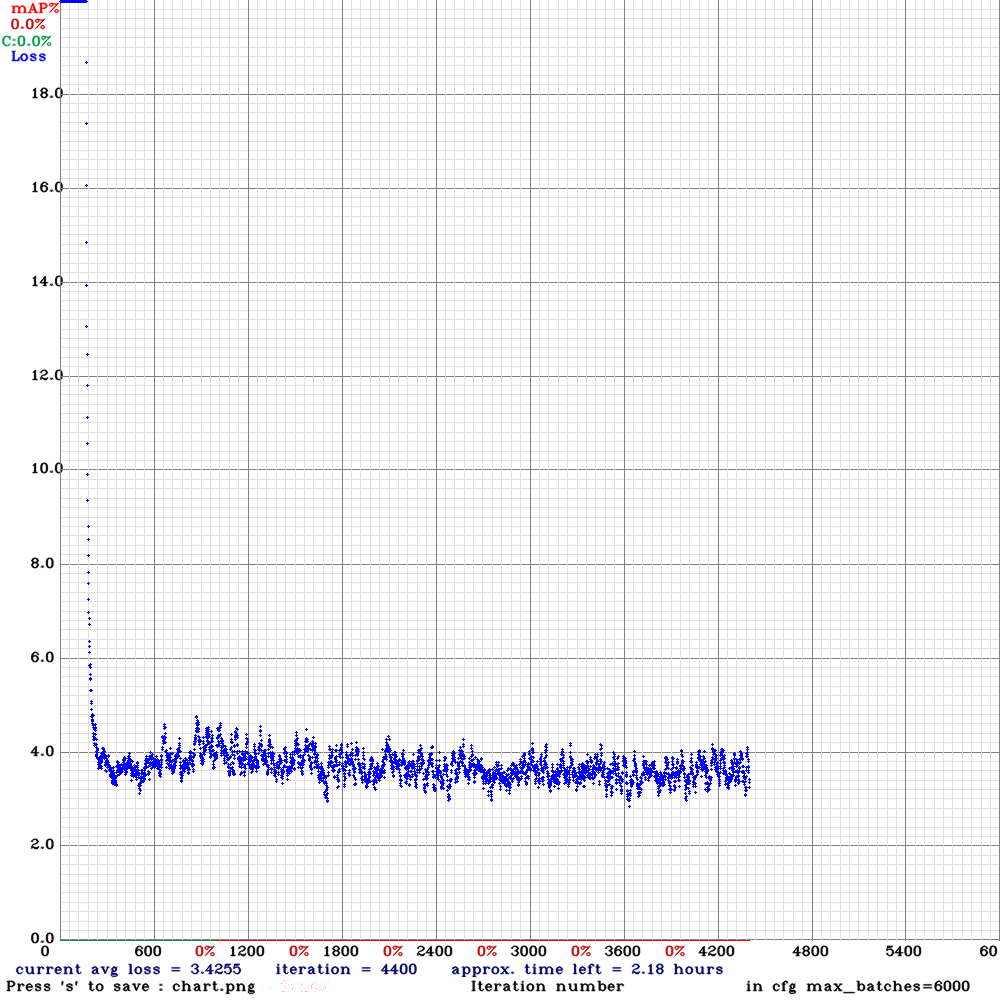 mAP%
0.0%
C:0.0%
Loss
18.0
16.0
14.0
12.0
10.0
8.0
6.0
4.0
2.0
0.0
0 600 0% 1200 0% 1800 0% 2400 0% 3000 0% 3600 0% 4200 4800 5400 60
current avg loss = 3.4255 iteration = 4400 approx. time left = 2.18 hours
Press 's' to save : chart.png Iteration number in cfg max_batches=6000